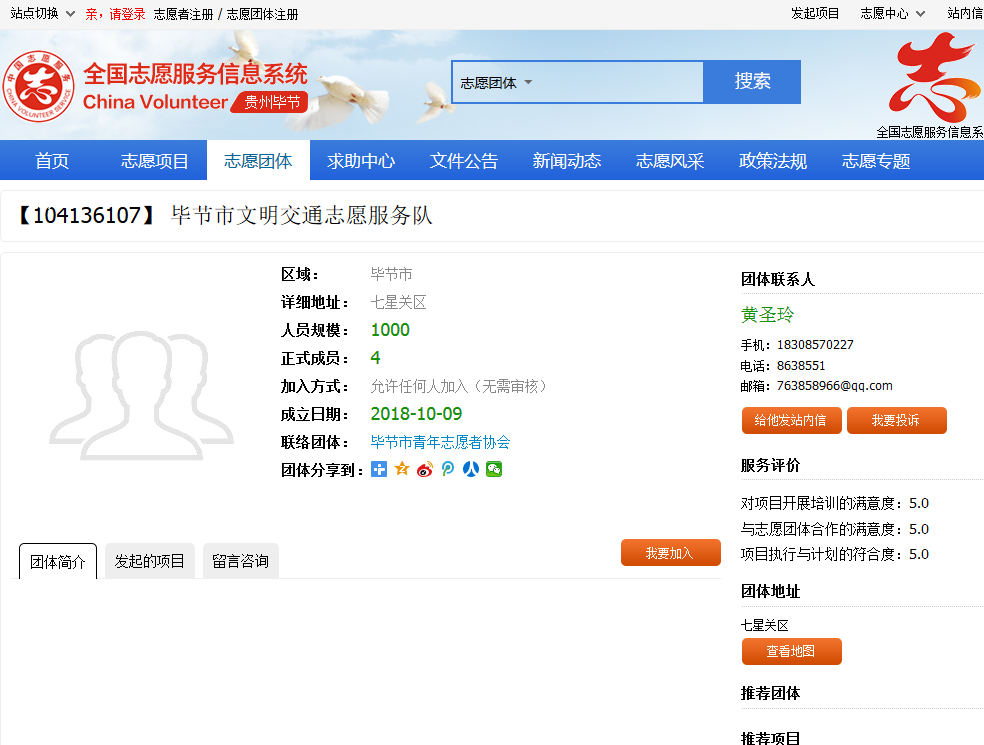 站点切换 亲，请登录 志愿者注册 / 志愿团体注册 发起项目 志愿中心 站内信
中国志愿服务
CHINA VOLUNTEER SERVICE
全国志愿服务信息系统
China Volunteer 贵州毕节
志愿团体 搜索
全国志愿服务信息系
首页 志愿项目 志愿团体 求助中心 文件公告 新闻动态 志愿风采 政策法规 志愿专题
【104136107】 毕节市文明交通志愿服务队
区域： 毕节市
详细地址： 七星关区
人员规模： 1000
正式成员： 4
加入方式： 允许任何人加入（无需审核）
成立日期： 2018-10-09
联络团体： 毕节市青年志愿者协会
团体分享到：
团体简介 发起的项目 留言咨询 我要加入
团体联系人
黄圣玲
手机：18308570227
电话：8638551
邮箱：763858966@qq.com
给他发站内信 我要投诉
服务评价
对项目开展培训的满意度：5.0
与志愿团体合作的满意度：5.0
项目执行与计划的符合度：5.0
团体地址
七星关区
查看地图
推荐团体
推荐项目